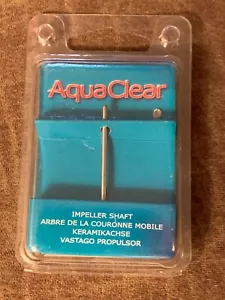 AquaClear
IMPELLER SHAFT
ARBRE DE LA COURONNE MOBILE
KERAMIKACHSE
VASTAGO PROPULSOR